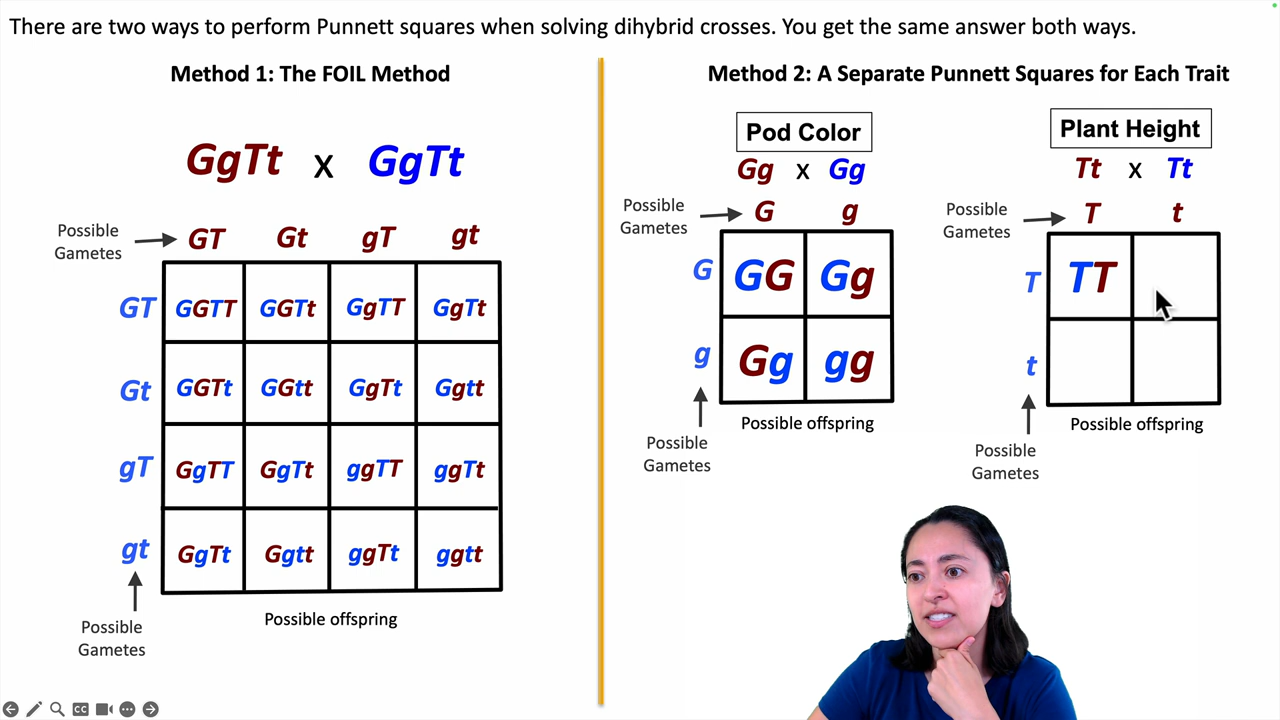 There are two ways to perform Punnett squares when solving dihybrid crosses. You get the same answer both ways.
Method 1: The FOIL Method
GgTt x GgTt
Possible
Gametes
GT Gt gT gt
GT GGTT GGTt GgTT GgTt
Gt GGTt GGtt GgTt Ggtt
gT GgTT GgTt ggTT ggTt
gt GgTt Ggtt ggTt ggtt
Possible
Gametes
Possible offspring
Method 2: A Separate Punnett Squares for Each Trait
Pod Color
Gg x Gg
Possible
Gametes
G g
G GG Gg
g Gg gg
Possible
Gametes
Possible offspring
Plant Height
Tt x Tt
Possible
Gametes
T t
T TT
t
Possible
Gametes
Possible offspring
CC